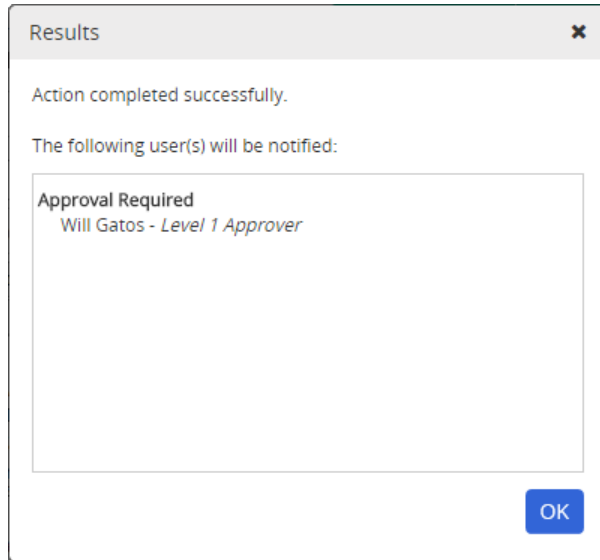 Results
Action completed successfully.
The following user(s) will be notified:
Approval Required
Will Gatos - Level 1 Approver
OK